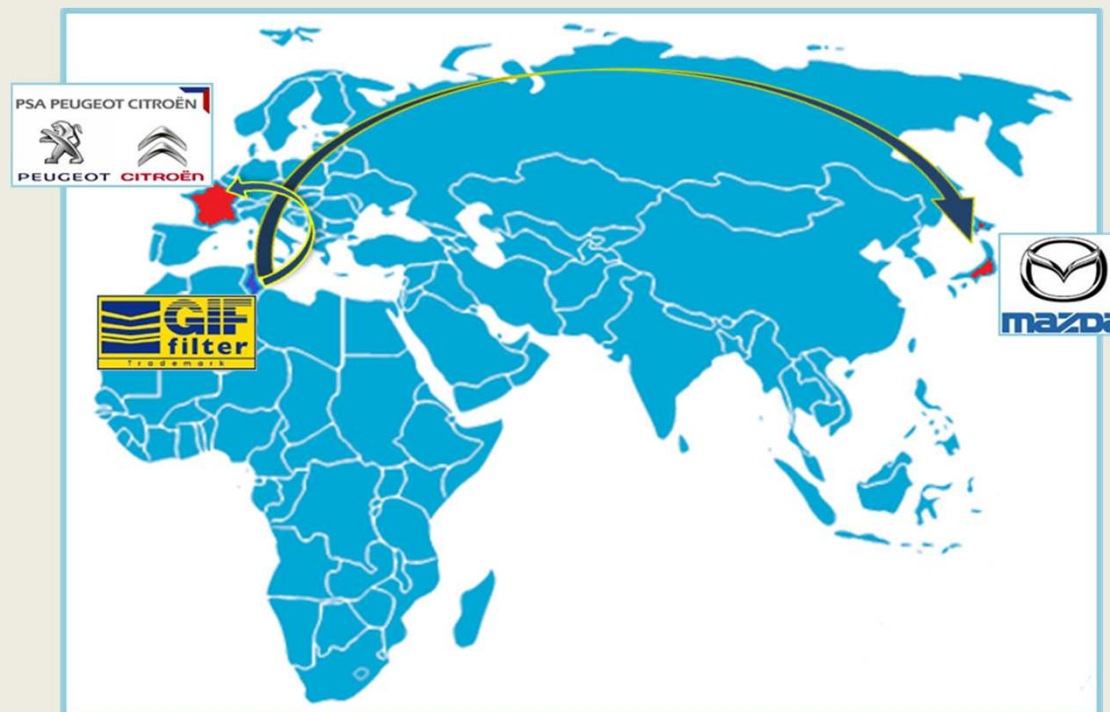 PSA PEUGEOT CITROËN
PEUGEOT CITROËN
GIF
filter
Trademark
mazda